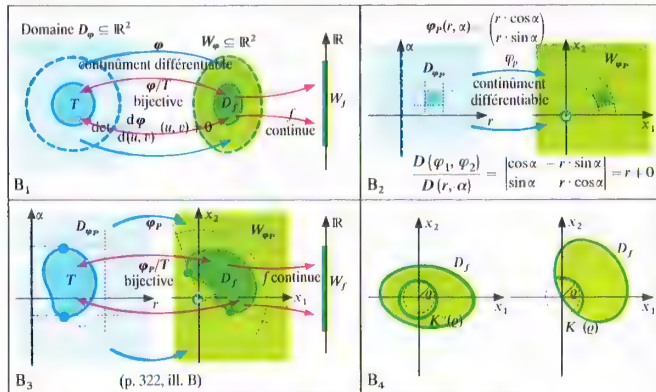 Domaine D_φ ⊆ ℝ²
W_φ ⊆ ℝ²
ℝ
φ
continûment différentiable
φ/T
bijective
T
D_f
f
continue
W_f
det dφ/d(u, v) (u, v) ≠ 0
B₁
φ_P(r, α) = (r · cos α
r · sin α)
α
x₂
D_φP
φ_P
W_φP
continûment
différentiable
r
x₁
D(φ₁, φ₂)/D(r, α) = |cos α − r · sin α
sin α r · cos α| = r ≠ 0
B₂
α
D_φP
φ_P
x₂
W_φP
ℝ
φ_P/T
bijective
T
D_f
f continue
W_f
r
x₁
B₃
(p. 322, ill. B)
x₂
D_f
x₂
D_f
ϱ
ϱ
x₁
x₁
K (ϱ)
K (ϱ)
B₄